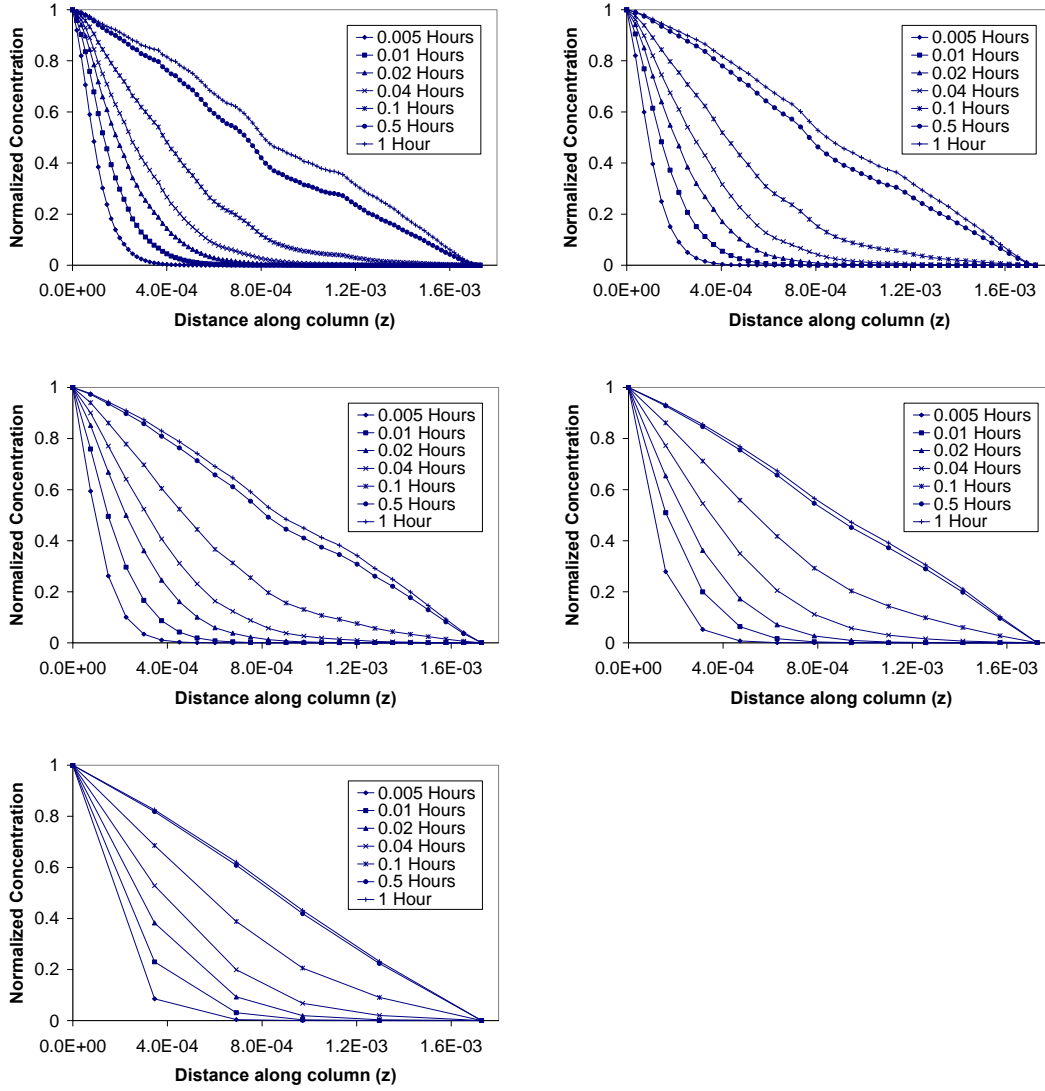 Normalized Concentration
1
0.8
0.6
0.4
0.2
0
0.0E+00 4.0E-04 8.0E-04 1.2E-03 1.6E-03
Distance along column (z)
0.005 Hours
0.01 Hours
0.02 Hours
0.04 Hours
0.1 Hours
0.5 Hours
1 Hour
Normalized Concentration
1
0.8
0.6
0.4
0.2
0
0.0E+00 4.0E-04 8.0E-04 1.2E-03 1.6E-03
Distance along column (z)
0.005 Hours
0.01 Hours
0.02 Hours
0.04 Hours
0.1 Hours
0.5 Hours
1 Hour
Normalized Concentration
1
0.8
0.6
0.4
0.2
0
0.0E+00 4.0E-04 8.0E-04 1.2E-03 1.6E-03
Distance along column (z)
0.005 Hours
0.01 Hours
0.02 Hours
0.04 Hours
0.1 Hours
0.5 Hours
1 Hour
Normalized Concentration
1
0.8
0.6
0.4
0.2
0
0.0E+00 4.0E-04 8.0E-04 1.2E-03 1.6E-03
Distance along column (z)
0.005 Hours
0.01 Hours
0.02 Hours
0.04 Hours
0.1 Hours
0.5 Hours
1 Hour
Normalized Concentration
1
0.8
0.6
0.4
0.2
0
0.0E+00 4.0E-04 8.0E-04 1.2E-03 1.6E-03
Distance along column (z)
0.005 Hours
0.01 Hours
0.02 Hours
0.04 Hours
0.1 Hours
0.5 Hours
1 Hour